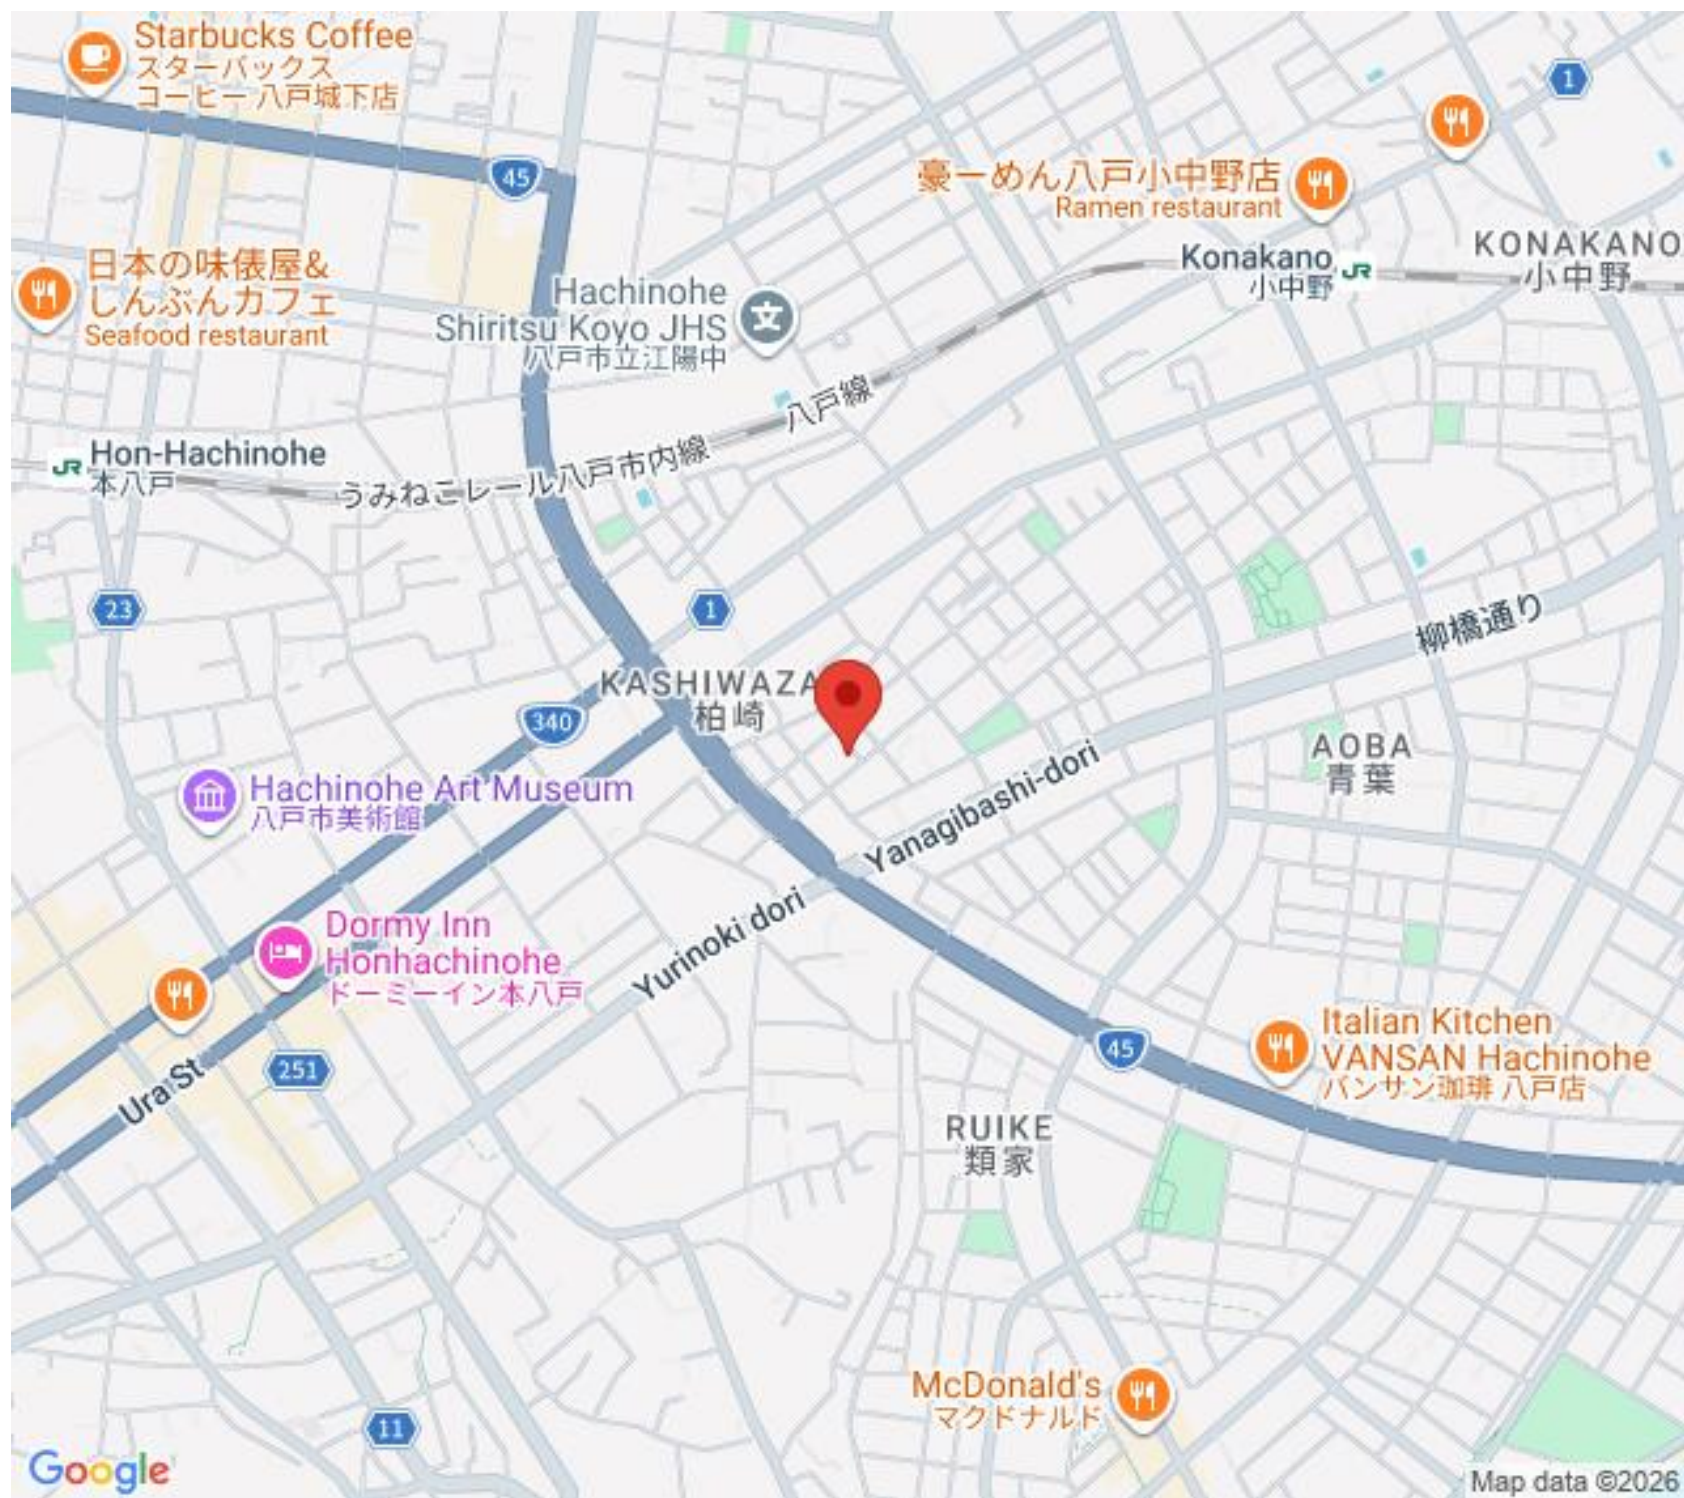 Starbucks Coffee
スターバックス
コーヒー 八戸城下店
1
45
豪ーめん八戸小中野店
Ramen restaurant
Konakano
小中野
KONAKANO
小中野
日本の味俵屋&
しんぶんカフェ
Seafood restaurant
Hachinohe
Shiritsu Koyo JHS
八戸市立江陽中
八戸線
Hon-Hachinohe
本八戸
うみねこレール八戸市内線
23
1
柳橋通り
KASHIWAZA
柏崎
340
AOBA
青葉
Hachinohe Art Museum
八戸市美術館
Yanagibashi-dori
Yurinoki dori
Dormy Inn
Honhachinohe
ドーミーイン本八戸
Ura St
251
45
Italian Kitchen
VANSAN Hachinohe
バンサン珈琲 八戸店
RUIKE
類家
McDonald's
マクドナルド
11
Google
Map data ©2026